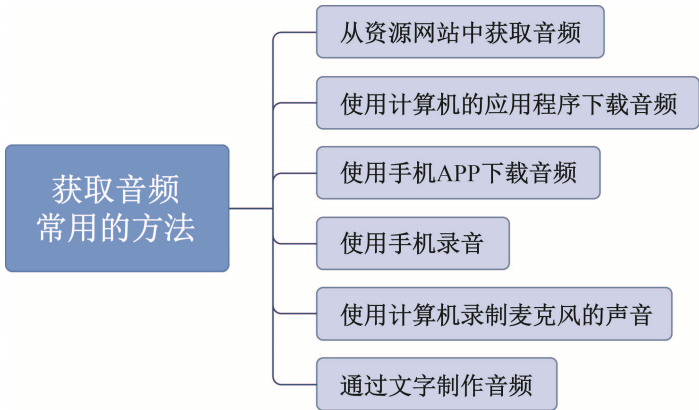 获取音频
常用的方法
从资源网站中获取音频
使用计算机的应用程序下载音频
使用手机APP下载音频
使用手机录音
使用计算机录制麦克风的声音
通过文字制作音频